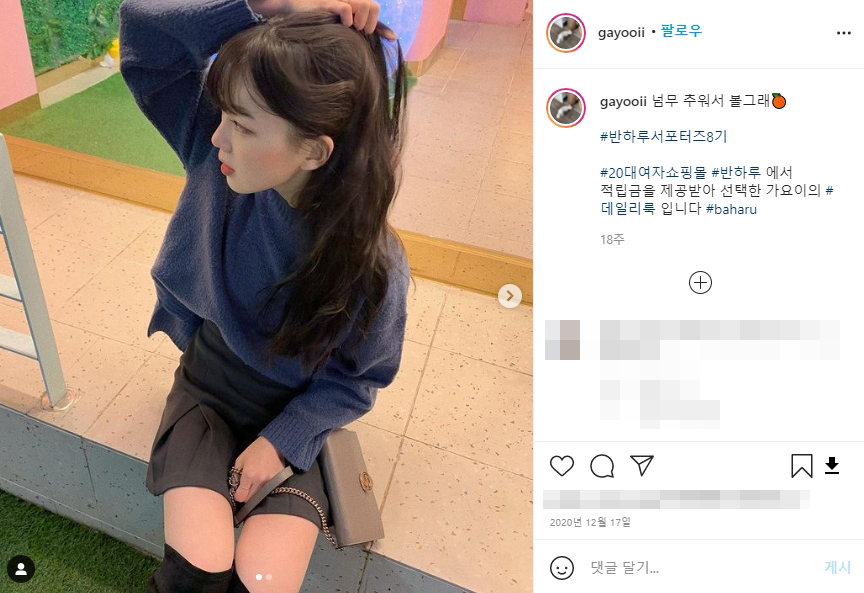 gayooii • 팔로우
gayooii 넘무 추워서 볼그래🍊
#반하루서포터즈8기
#20대여자쇼핑몰 #반하루 에서
적립금을 제공받아 선택한 가요이의 #
데일리룩 입니다 #baharu
18주
2020년 12월 17일
댓글 달기...
게시